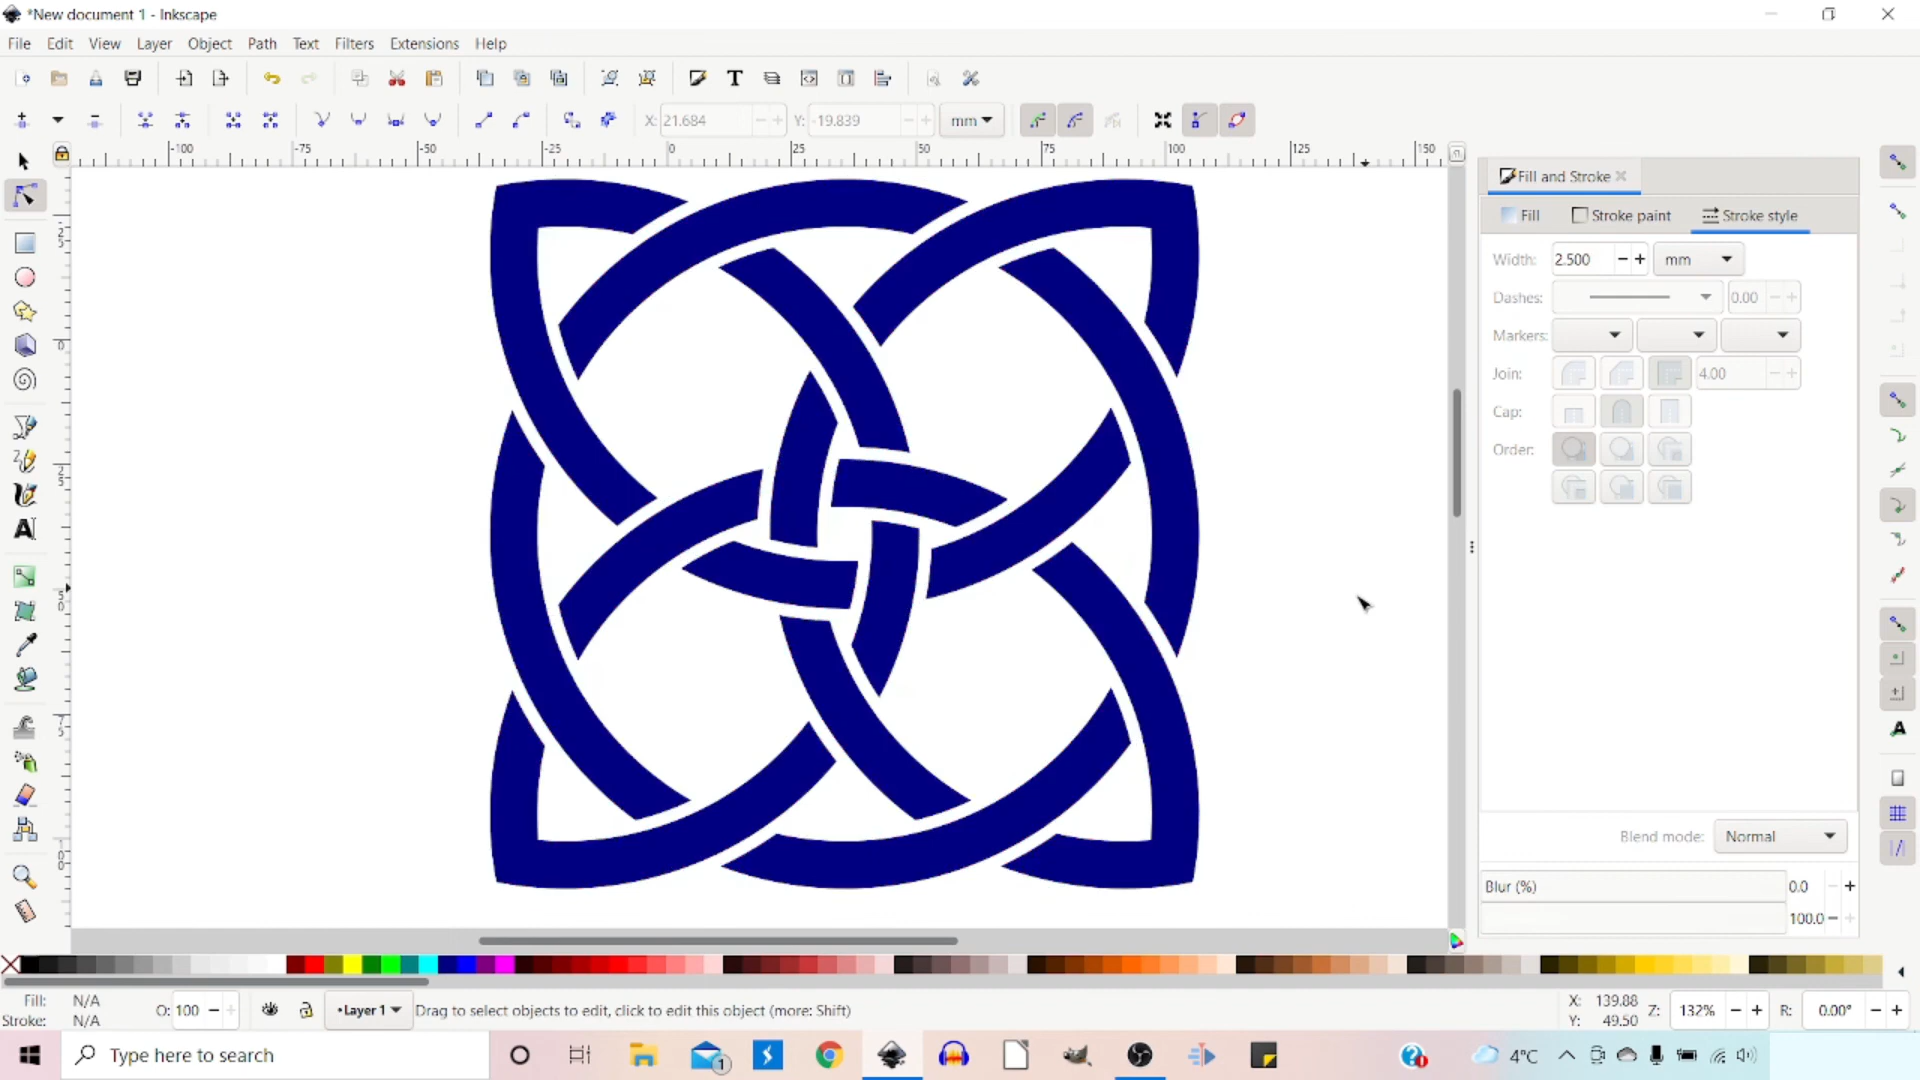 *New document 1 - Inkscape
File Edit View Layer Object Path Text Filters Extensions Help
X: 21.684 Y: -19.839 mm
-100 -75 -50 -25 0 25 50 75 100 125 150
Fill and Stroke
Fill Stroke paint Stroke style
Width: 2.500 mm
Dashes: 0.00
Markers:
Join: 4.00
Cap:
Order:
Blend mode: Normal
Blur (%) 0.0
100.0
Fill: N/A
Stroke: N/A
O: 100
•Layer 1
Drag to select objects to edit, click to edit this object (more: Shift)
X: 139.88
Y: 49.50
Z: 132% R: 0.00°
Type here to search
1
4°C